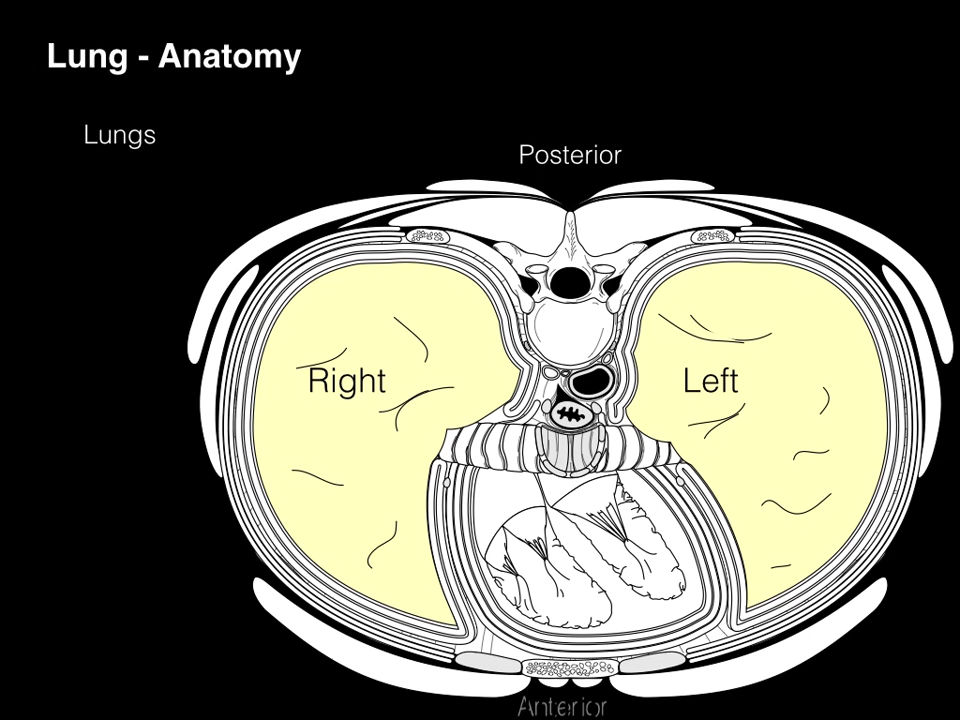 Lung - Anatomy
Lungs
Posterior
Right
Left
Anterior